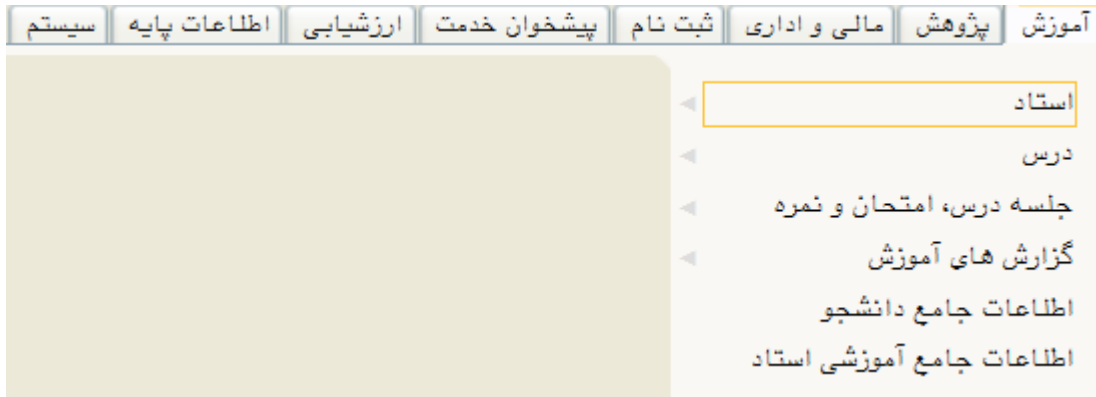 آموزش پژوهش مالی و اداری ثبت نام پیشخوان خدمت ارزشیابی اطلاعات پایه سیستم
استاد
درس
جلسه درس، امتحان و نمره
گزارش های آموزش
اطلاعات جامع دانشجو
اطلاعات جامع آموزشی استاد